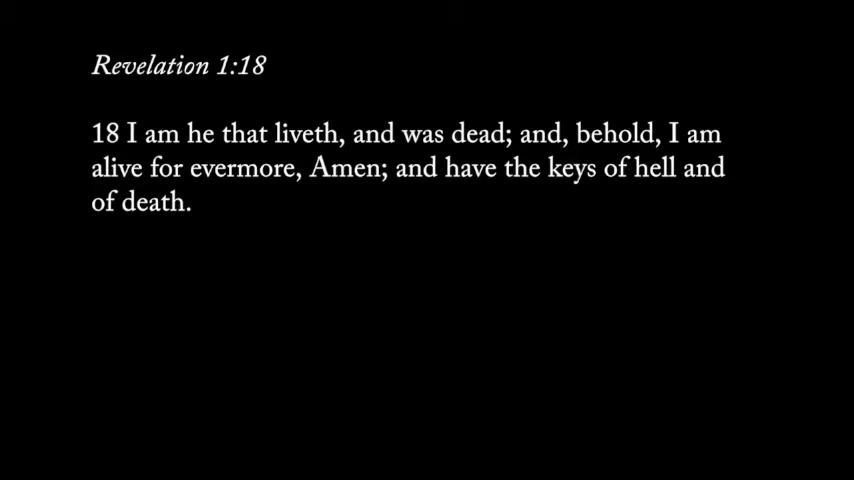 Revelation 1:18
18 I am he that liveth, and was dead; and, behold, I am
alive for evermore, Amen; and have the keys of hell and
of death.